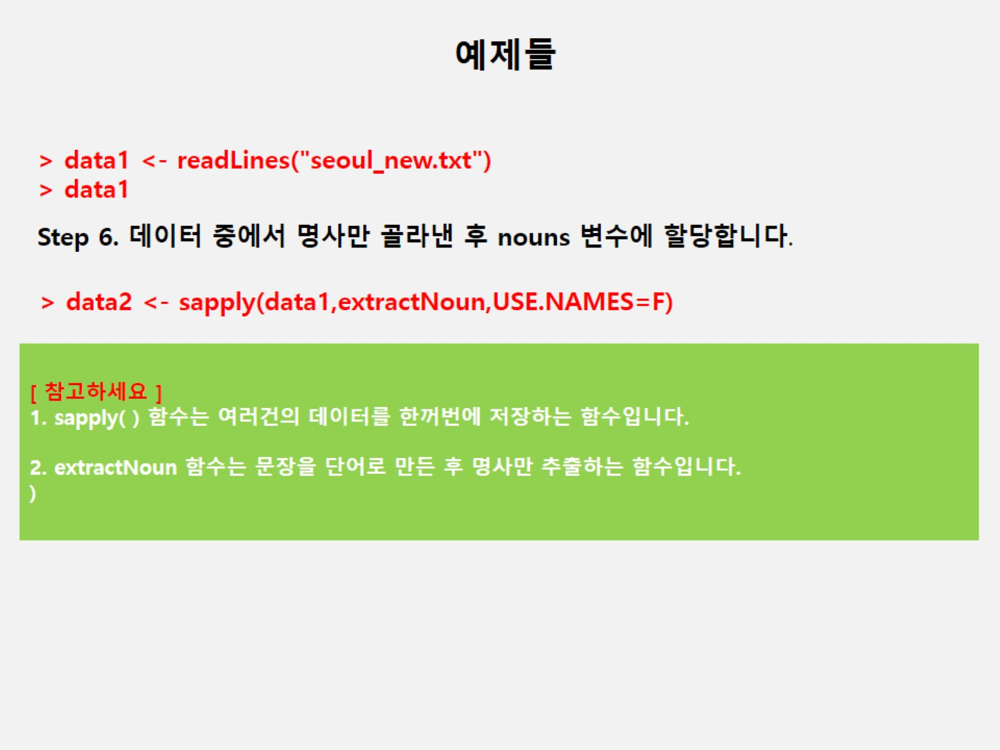 예제들
> data1 <- readLines("seoul_new.txt")
> data1
Step 6. 데이터 중에서 명사만 골라낸 후 nouns 변수에 할당합니다.
> data2 <- sapply(data1,extractNoun,USE.NAMES=F)
[ 참고하세요 ]
1. sapply( ) 함수는 여러건의 데이터를 한꺼번에 저장하는 함수입니다.
2. extractNoun 함수는 문장을 단어로 만든 후 명사만 추출하는 함수입니다.
)